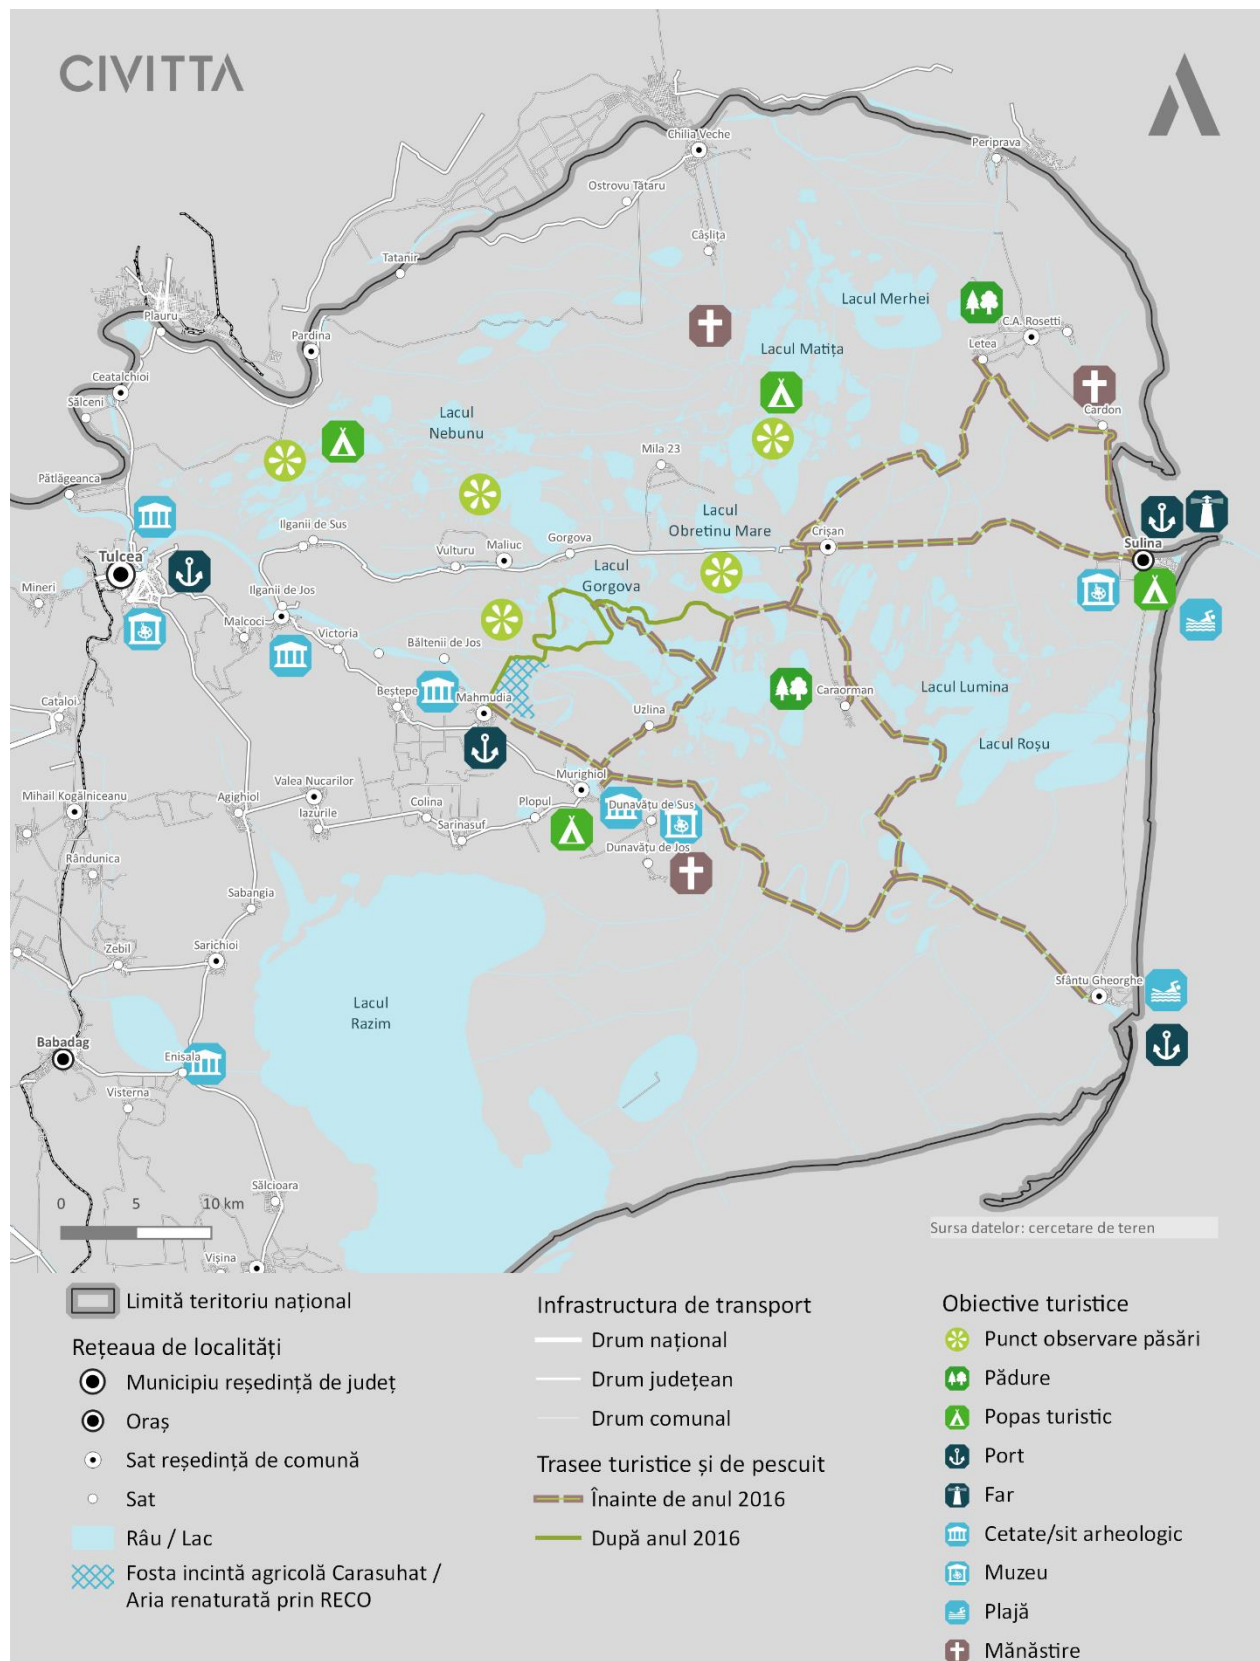 CIVITTA
Chilia Veche
Periprava
Ostrovu Tătaru
Câșlița
Tatanir
Lacul Merhei
Plauru
C.A. Rosetti
Pardina
Lacul Matița
Letea
Ceatalchioi
Sălceni
Lacul
Nebunu
Cardon
Mila 23
Pătlăgeanca
Lacul
Obretinu Mare
Ilganii de Sus
Crișan
Gorgova
Maliuc
Vulturu
Sulina
Tulcea
Lacul
Gorgova
Mineri
Ilganii de Jos
Malcoci
Victoria
Băltenii de Jos
Lacul Lumina
Beștepe
Caraorman
Cataloi
Mahmudia
Uzlina
Lacul Roșu
Murighiol
Valea Nucarilor
Mihail Kogălniceanu
Agighiol
Iazurile
Colina
Plopul
Dunavățu de Sus
Sarinasuf
Dunavățu de Jos
Rândunica
Sabangia
Zebil
Sarichioi
Sfântu Gheorghe
Lacul
Razim
Babadag
Enisala
Visterna
Sălcioara
0 5 10 km
Sursa datelor: cercetare de teren
Vișina
Limită teritoriu național
Rețeaua de localități
Municipiu reședință de județ
Oraș
Sat reședință de comună
Sat
Râu / Lac
Fosta incintă agricolă Carasuhat /
Aria renaturată prin RECO
Infrastructura de transport
Drum național
Drum județean
Drum comunal
Trasee turistice și de pescuit
Înainte de anul 2016
După anul 2016
Obiective turistice
Punct observare păsări
Pădure
Popas turistic
Port
Far
Cetate/sit arheologic
Muzeu
Plajă
Mănăstire